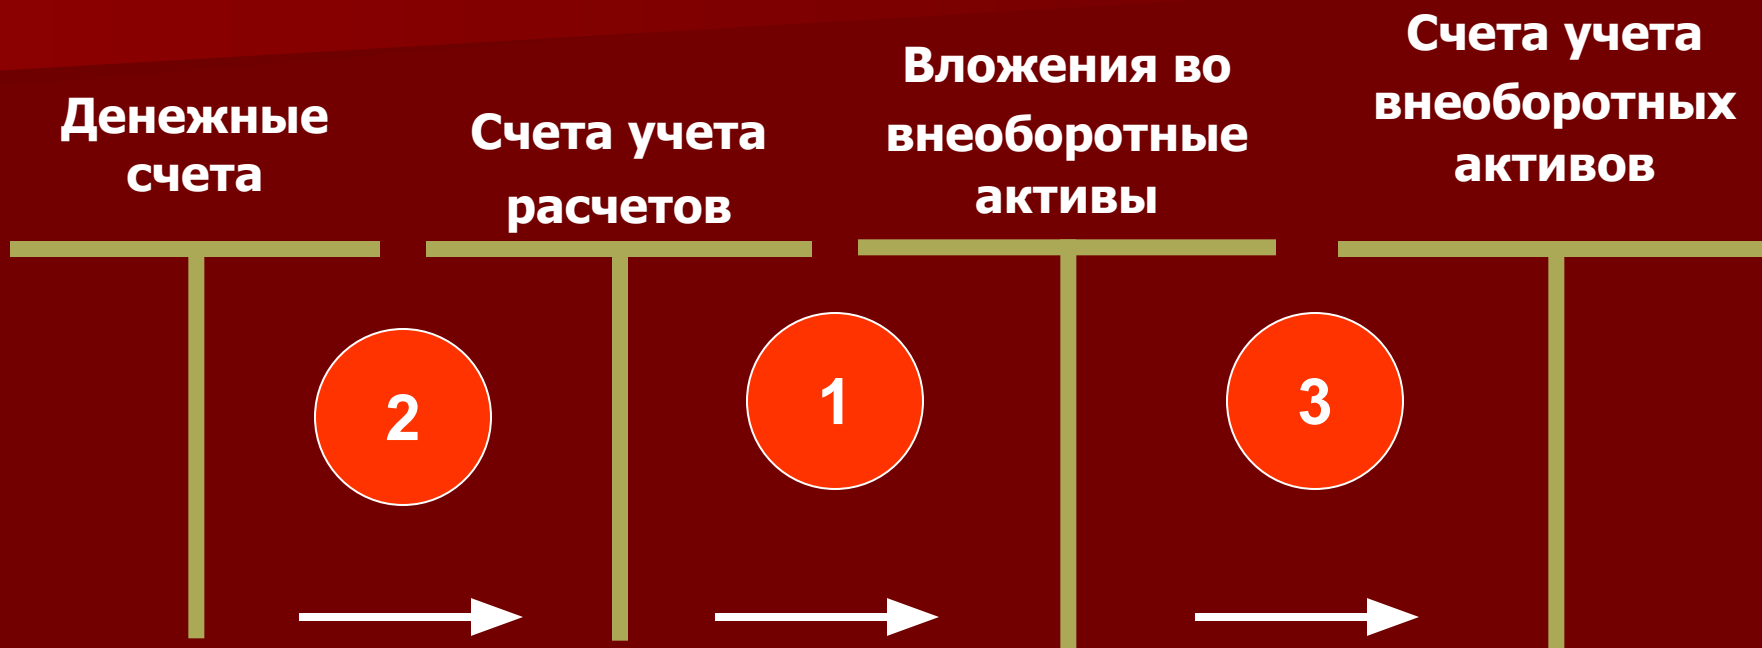 Денежные
счета
Счета учета
расчетов
Вложения во
внеоборотные
активы
Счета учета
внеоборотных
активов
2
1
3